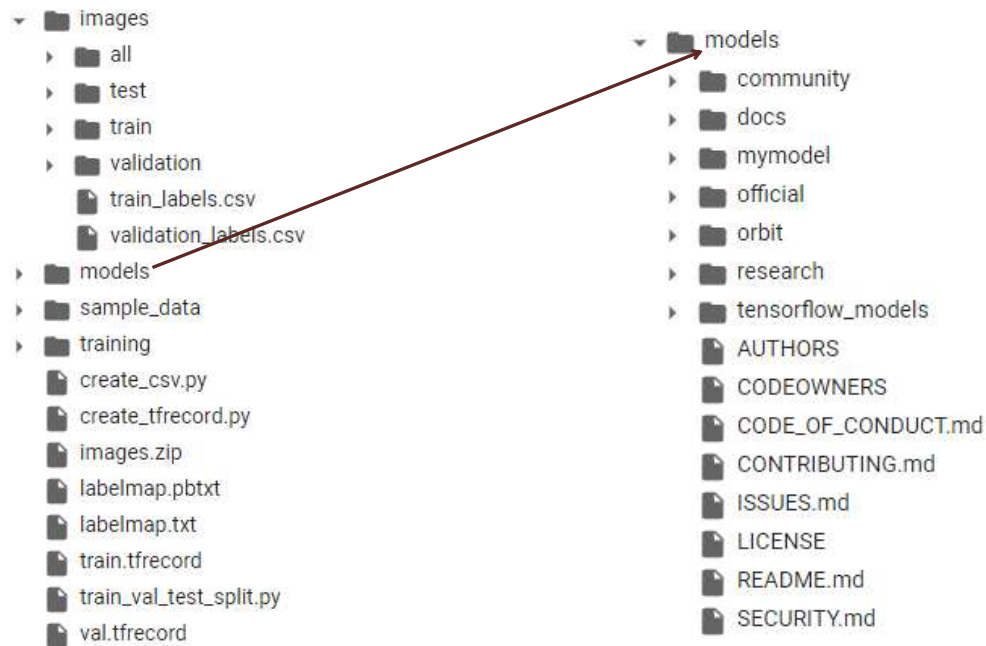 images
all
test
train
validation
train_labels.csv
validation_labels.csv
models
sample_data
training
create_csv.py
create_tfrecord.py
images.zip
labelmap.pbtxt
labelmap.txt
train.tfrecord
train_val_test_split.py
val.tfrecord
models
community
docs
mymodel
official
orbit
research
tensorflow_models
AUTHORS
CODEOWNERS
CODE_OF_CONDUCT.md
CONTRIBUTING.md
ISSUES.md
LICENSE
README.md
SECURITY.md